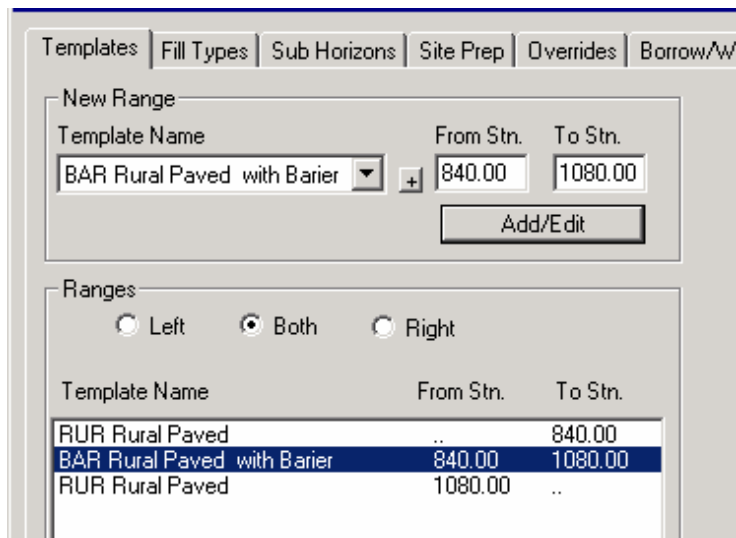 Templates Fill Types Sub Horizons Site Prep Overrides Borrow/W
New Range
Template Name From Stn. To Stn.
BAR Rural Paved with Barier + 840.00 1080.00
Add/Edit
Ranges
Left Both Right
Template Name From Stn. To Stn.
RUR Rural Paved .. 840.00
BAR Rural Paved with Barier 840.00 1080.00
RUR Rural Paved 1080.00 ..